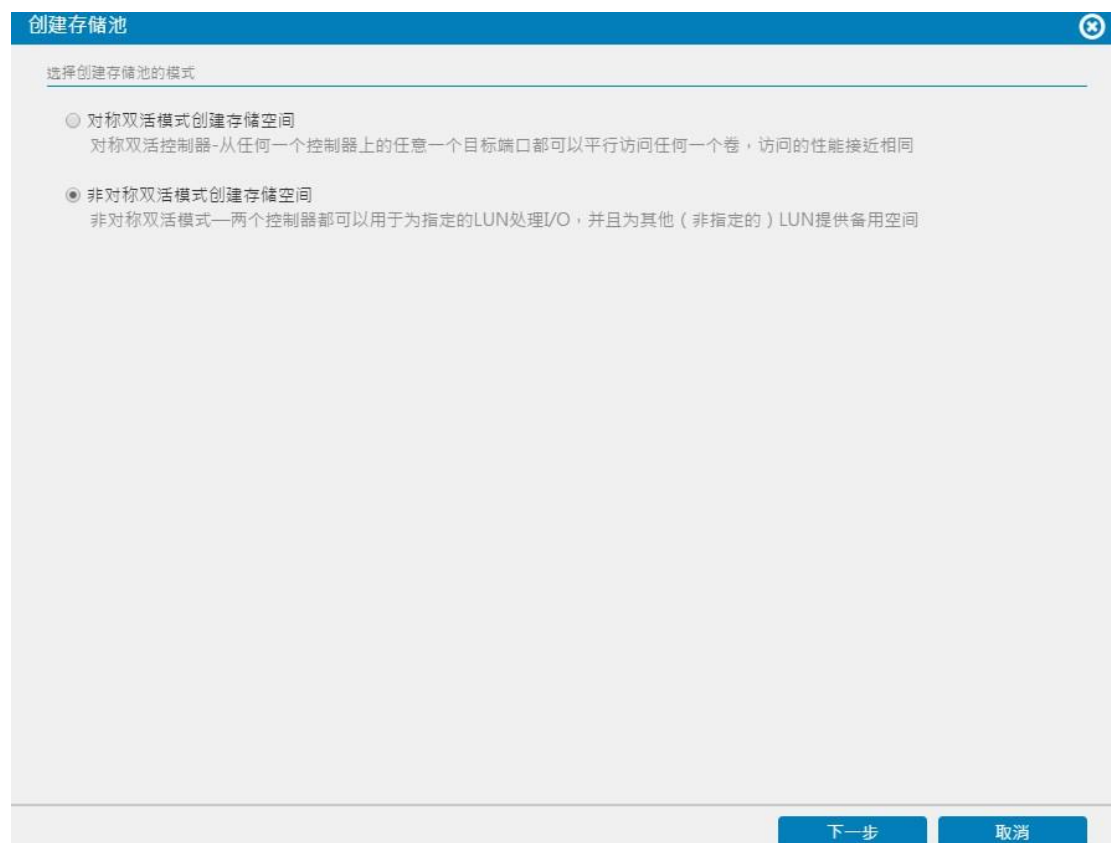 创建存储池
选择创建存储池的模式
对称双活模式创建存储空间
对称双活控制器-从任何一个控制器上的任意一个目标端口都可以平行访问任何一个卷，访问的性能接近相同
非对称双活模式创建存储空间
非对称双活模式—两个控制器都可以用于为指定的LUN处理I/O，并且为其他（非指定的）LUN提供备用空间
下一步
取消